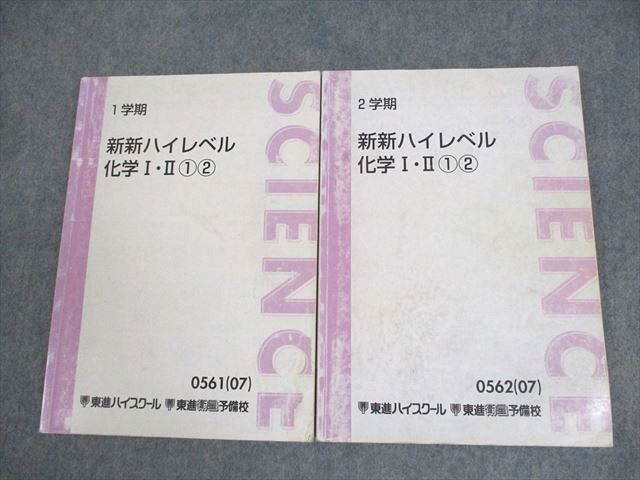 1学期
新新ハイレベル
化学Ⅰ・Ⅱ①②
SCIENCE
0561(07)
東進ハイスクール 東進衛星予備校
2学期
新新ハイレベル
化学Ⅰ・Ⅱ①②
SCIENCE
0562(07)
東進ハイスクール 東進衛星予備校